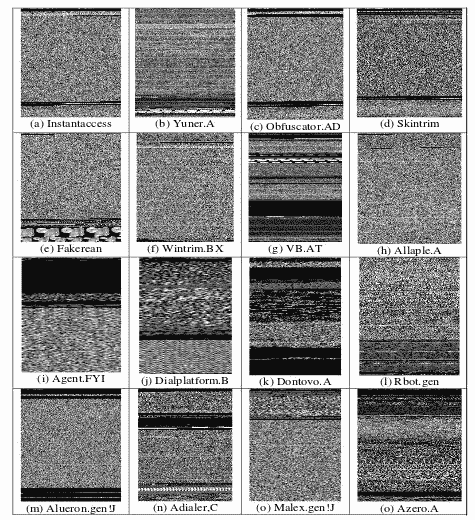 (a) Instantaccess
(b) Yuner.A
(c) Obfuscator.AD
(d) Skintrim
(e) Fakerean
(f) Wintrim.BX
(g) VB.AT
(h) Allaple.A
(i) Agent.FYI
(j) Dialplatform.B
(k) Dontovo.A
(l) Rbot.gen
(m) Alueron.gen!J
(n) Adialer.C
(o) Malex.gen!J
(o) Azero.A